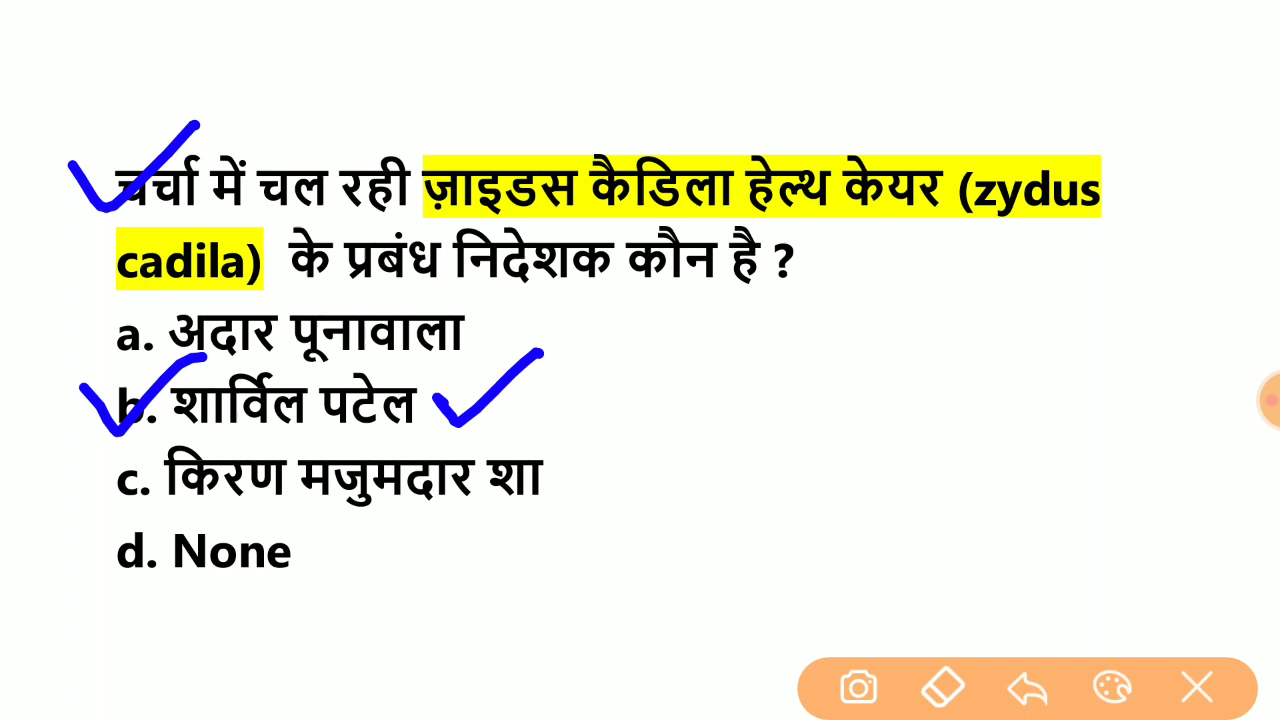 चर्चा में चल रही ज़ाइडस कैडिला हेल्थ केयर (zydus
cadila) के प्रबंध निदेशक कौन है ?
a. अदार पूनावाला
b. शार्विल पटेल
c. किरण मजुमदार शा
d. None